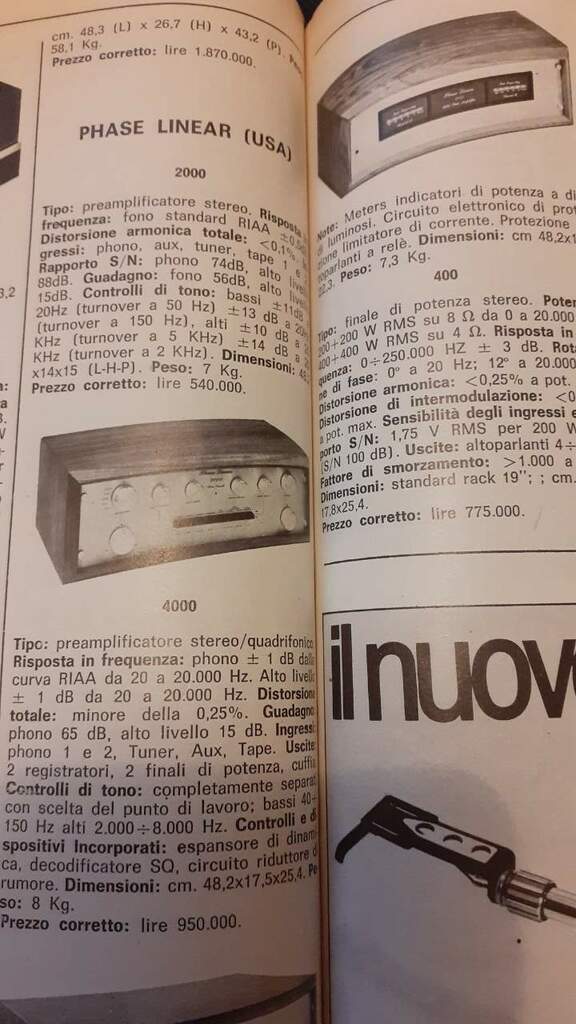 cm. 48,3 (L) x 26,7 (H) x 43,2 (P).
58,1 Kg.
Prezzo corretto: lire 1.870.000.
PHASE LINEAR (USA)
2000
Tipo: preamplificatore stereo. Risposta
frequenza: fono standard RIAA
Distorsione armonica totale: <0,1%.
gressi: phono, aux, tuner, tape 1 e
Rapporto S/N: phono 74dB, alto
88dB. Guadagno: fono 56dB, alto
15dB. Controlli di tono: bassi ±11dB
20Hz (turnover a 50 Hz) ±13 dB a
(turnover a 150 Hz), alti ±10 dB a
KHz (turnover a 5 KHz) ±14 dB a
KHz (turnover a 2 KHz). Dimensioni:
x14x15 (L-H-P). Peso: 7 Kg.
Prezzo corretto: lire 540.000.
4000
Tipo: preamplificatore stereo/quadrifonico
Risposta in frequenza: phono ± 1 dB dalla
curva RIAA da 20 a 20.000 Hz. Alto livello
± 1 dB da 20 a 20.000 Hz. Distorsione
totale: minore della 0,25%. Guadagno
phono 65 dB, alto livello 15 dB. Ingressi
phono 1 e 2, Tuner, Aux, Tape. Uscite:
2 registratori, 2 finali di potenza, cuffia
Controlli di tono: completamente separat
con scelta del punto di lavoro; bassi 40÷
150 Hz alti 2.000÷8.000 Hz. Controlli e di
spositivi Incorporati: espansore di dinami
ca, decodificatore SQ, circuito riduttore d
rumore. Dimensioni: cm. 48,2x17,5x25,4. Pe
so: 8 Kg.
Prezzo corretto: lire 950.000.
Note: Meters indicatori di potenza a di
di luminosi. Circuito elettronico di prot
zione limitatore di corrente. Protezione
toparlanti a relè. Dimensioni: cm 48,2x1
22,3. Peso: 7,3 Kg.
400
Tipo: finale di potenza stereo. Poten
200+200 W RMS su 8 Ω da 0 a 20.000
400+400 W RMS su 4 Ω. Risposta in
quenza: 0÷250.000 HZ ± 3 dB. Rota
ne di fase: 0° a 20 Hz; 12° a 20.000
Distorsione armonica: <0,25% a pot.
Distorsione di intermodulazione: <0
a pot. max. Sensibilità degli ingressi e
porto S/N: 1,75 V RMS per 200 W
(S/N 100 dB). Uscite: altoparlanti 4÷
Fattore di smorzamento: >1.000 a
Dimensioni: standard rack 19"; ; cm.
17,8x25,4.
Prezzo corretto: lire 775.000.
il nuov